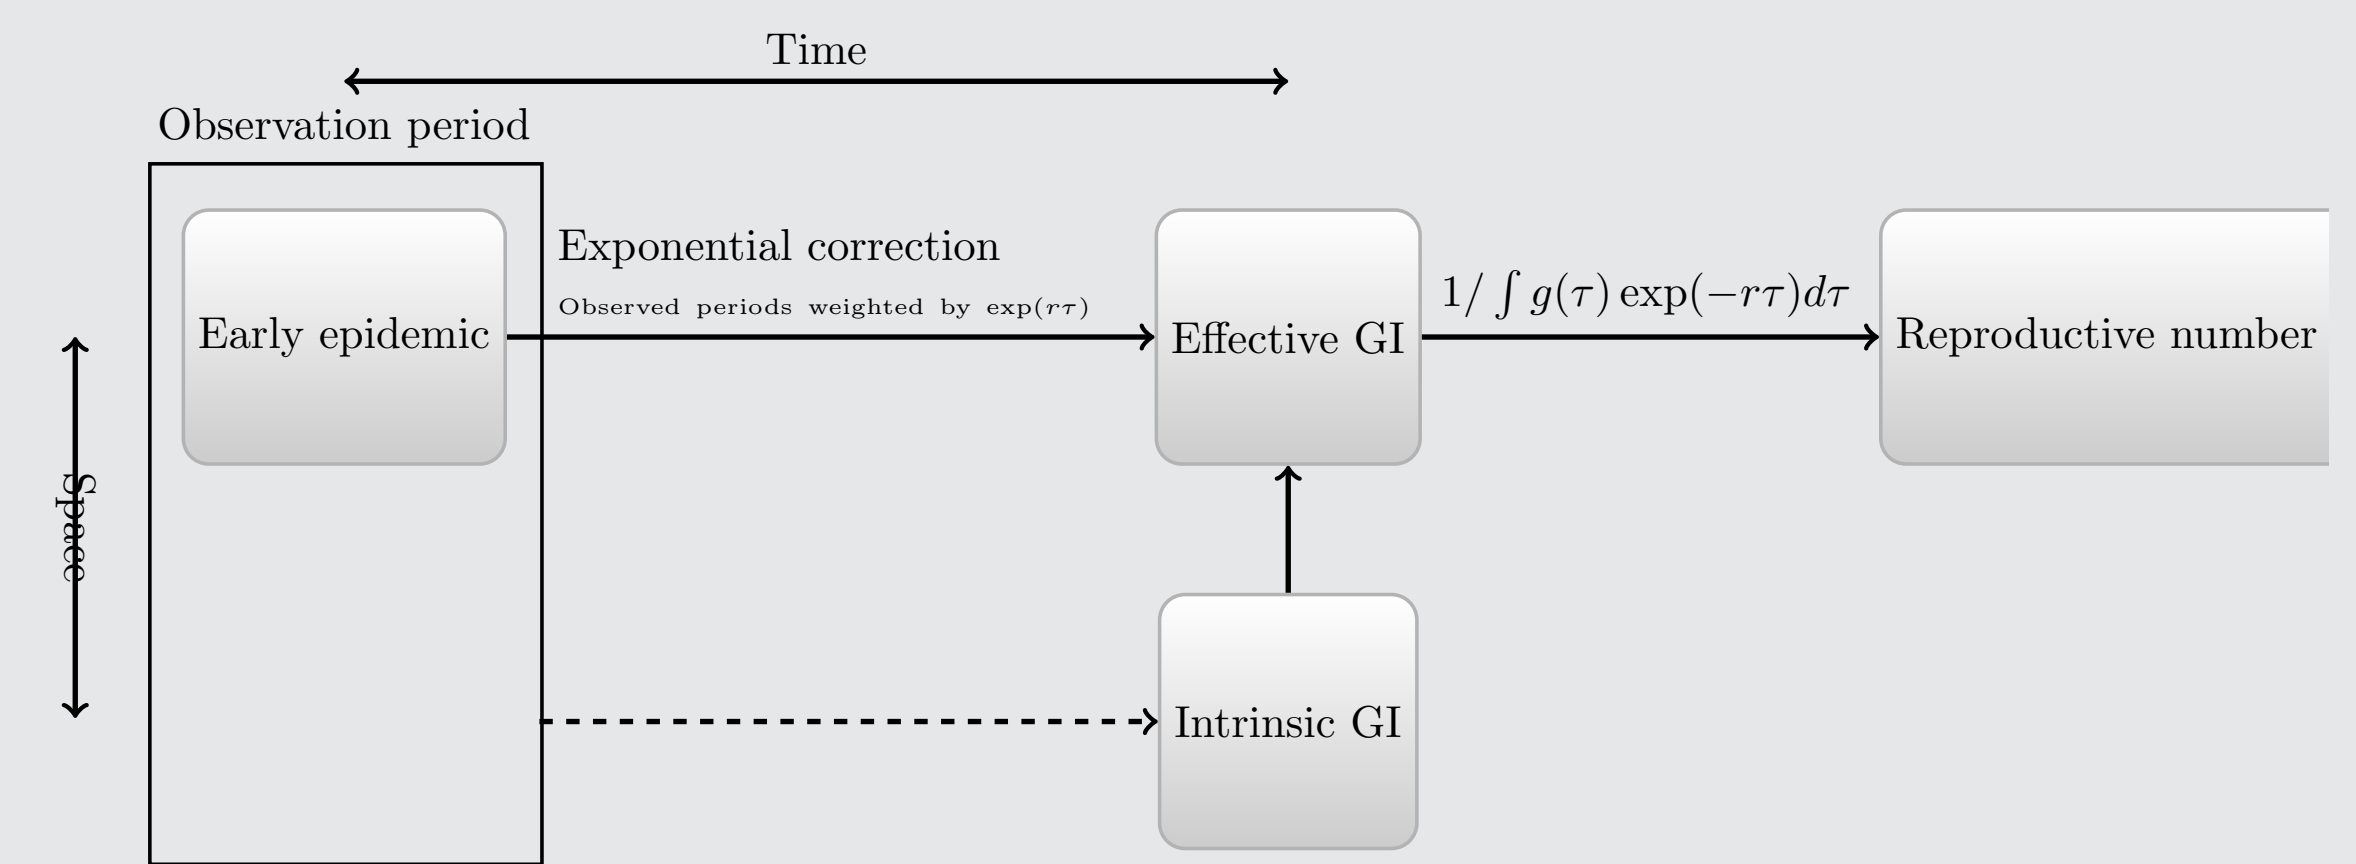 Time
Observation period
Exponential correction
Observed periods weighted by exp(rτ)
1/ ∫ g(τ) exp(−rτ)dτ
Early epidemic
Effective GI
Reproductive number
Space
Intrinsic GI